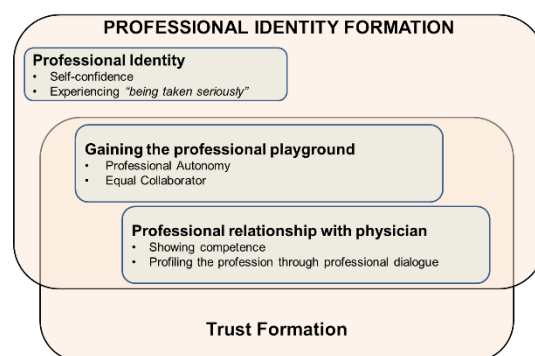 PROFESSIONAL IDENTITY FORMATION
Professional Identity
• Self-confidence
• Experiencing "being taken seriously"
Gaining the professional playground
• Professional Autonomy
• Equal Collaborator
Professional relationship with physician
• Showing competence
• Profiling the profession through professional dialogue
Trust Formation